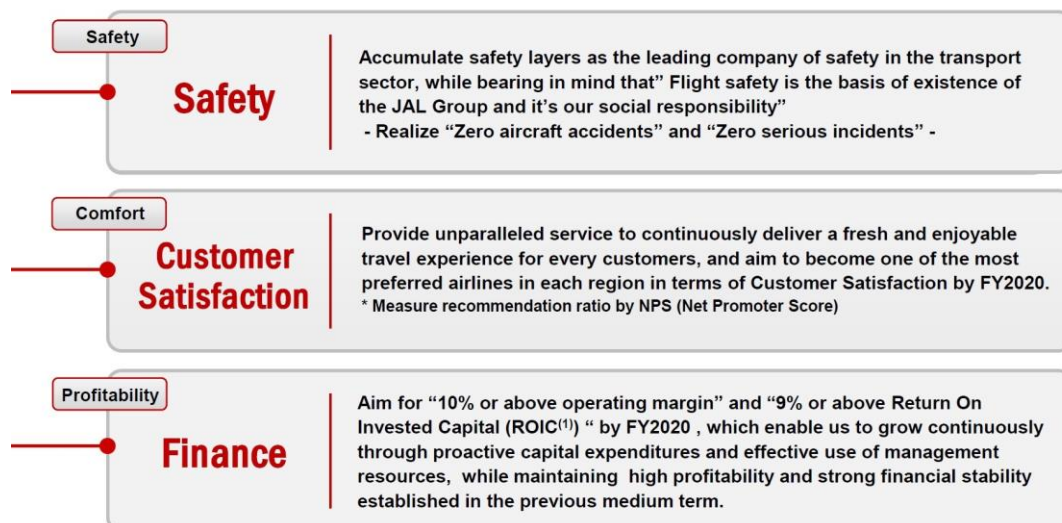 Safety
Safety
Accumulate safety layers as the leading company of safety in the transport
sector, while bearing in mind that” Flight safety is the basis of existence of
the JAL Group and it’s our social responsibility”
- Realize “Zero aircraft accidents” and “Zero serious incidents” -
Comfort
Customer
Satisfaction
Provide unparalleled service to continuously deliver a fresh and enjoyable
travel experience for every customers, and aim to become one of the most
preferred airlines in each region in terms of Customer Satisfaction by FY2020.
* Measure recommendation ratio by NPS (Net Promoter Score)
Profitability
Finance
Aim for “10% or above operating margin” and “9% or above Return On
Invested Capital (ROIC(1)) “ by FY2020 , which enable us to grow continuously
through proactive capital expenditures and effective use of management
resources,  while maintaining  high profitability and strong financial stability
established in the previous medium term.